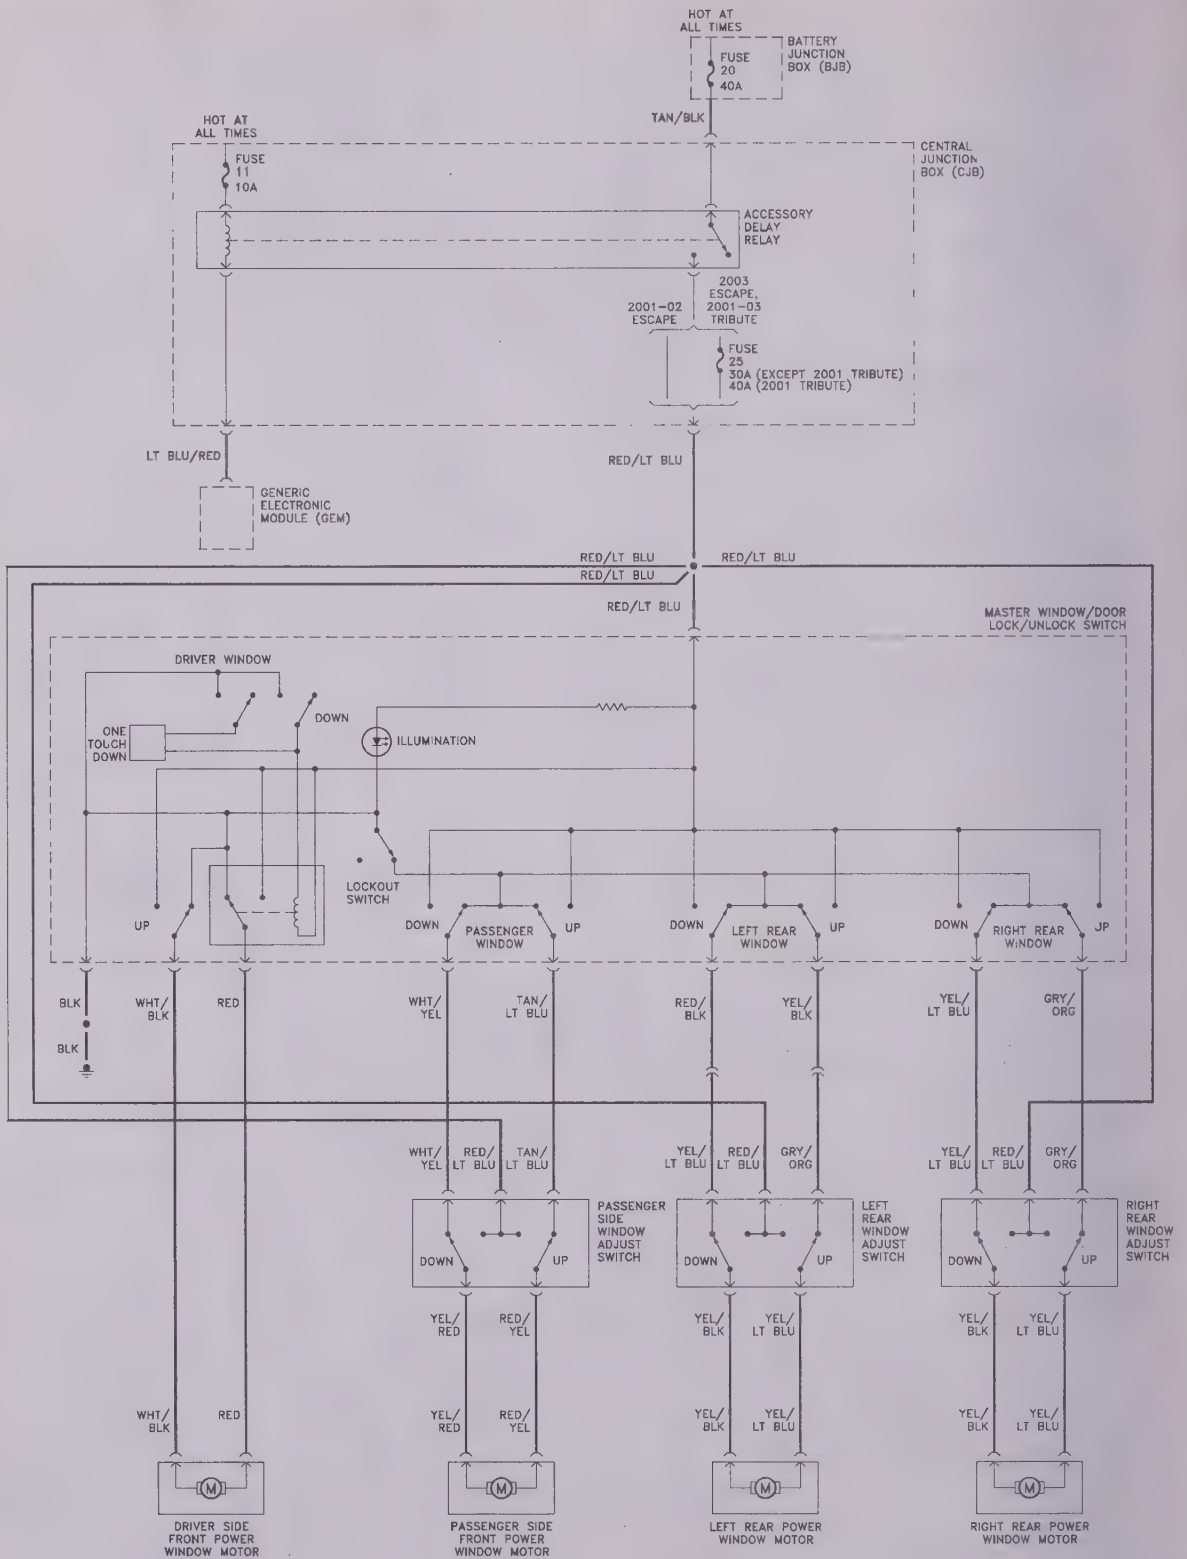 HOT AT
ALL TIMES
BATTERY
JUNCTION
BOX (BJB)
FUSE
20
40A
TAN/BLK
HOT AT
ALL TIMES
FUSE
11
10A
CENTRAL
JUNCTION
BOX (CJB)
ACCESSORY
DELAY
RELAY
2001-02
ESCAPE
2003
ESCAPE,
2001-03
TRIBUTE
FUSE
25
30A (EXCEPT 2001 TRIBUTE)
40A (2001 TRIBUTE)
LT BLU/RED
RED/LT BLU
GENERIC
ELECTRONIC
MODULE (GEM)
RED/LT BLU
RED/LT BLU
RED/LT BLU
RED/LT BLU
MASTER WINDOW/DOOR
LOCK/UNLOCK SWITCH
DRIVER WINDOW
DOWN
ONE
TOUCH
DOWN
ILLUMINATION
LOCKOUT
SWITCH
UP
DOWN
PASSENGER
WINDOW
UP
DOWN
LEFT REAR
WINDOW
UP
DOWN
RIGHT REAR
WINDOW
UP
BLK
BLK
WHT/
BLK
RED
WHT/
YEL
TAN/
LT BLU
RED/
BLK
YEL/
BLK
YEL/
LT BLU
GRY/
ORG
WHT/
YEL
RED/
LT BLU
TAN/
LT BLU
YEL/
LT BLU
RED/
LT BLU
GRY/
ORG
YEL/
LT BLU
RED/
LT BLU
GRY/
ORG
DOWN
UP
PASSENGER
SIDE
WINDOW
ADJUST
SWITCH
DOWN
UP
LEFT
REAR
WINDOW
ADJUST
SWITCH
DOWN
UP
RIGHT
REAR
WINDOW
ADJUST
SWITCH
YEL/
RED
RED/
YEL
YEL/
BLK
YEL/
LT BLU
YEL/
BLK
YEL/
LT BLU
WHT/
BLK
RED
YEL/
RED
RED/
YEL
YEL/
BLK
YEL/
LT BLU
YEL/
BLK
YEL/
LT BLU
M
M
M
M
DRIVER SIDE
FRONT POWER
WINDOW MOTOR
PASSENGER SIDE
FRONT POWER
WINDOW MOTOR
LEFT REAR POWER
WINDOW MOTOR
RIGHT REAR POWER
WINDOW MOTOR